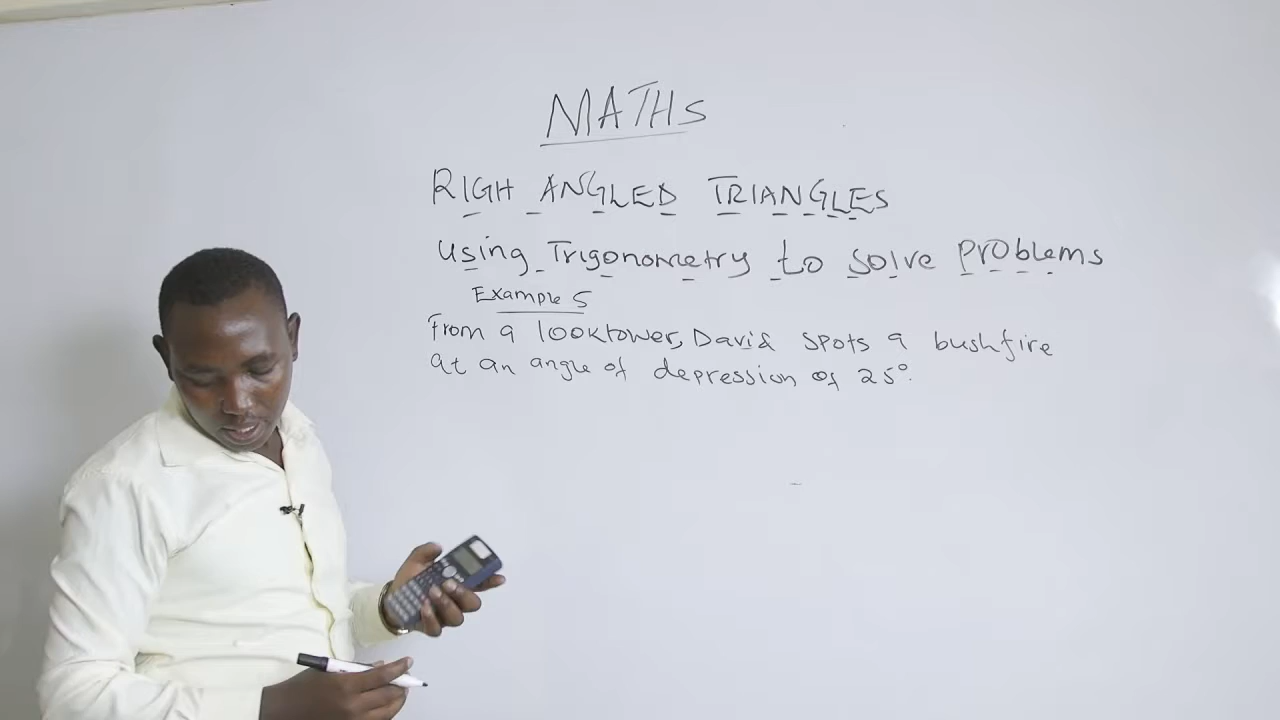 MATHS
RIGH ANGLED TRIANGLES
Using Trigonometry to solve problems
Example 5
From a looktower, David spots a bushfire
at an angle of depression of 25°.